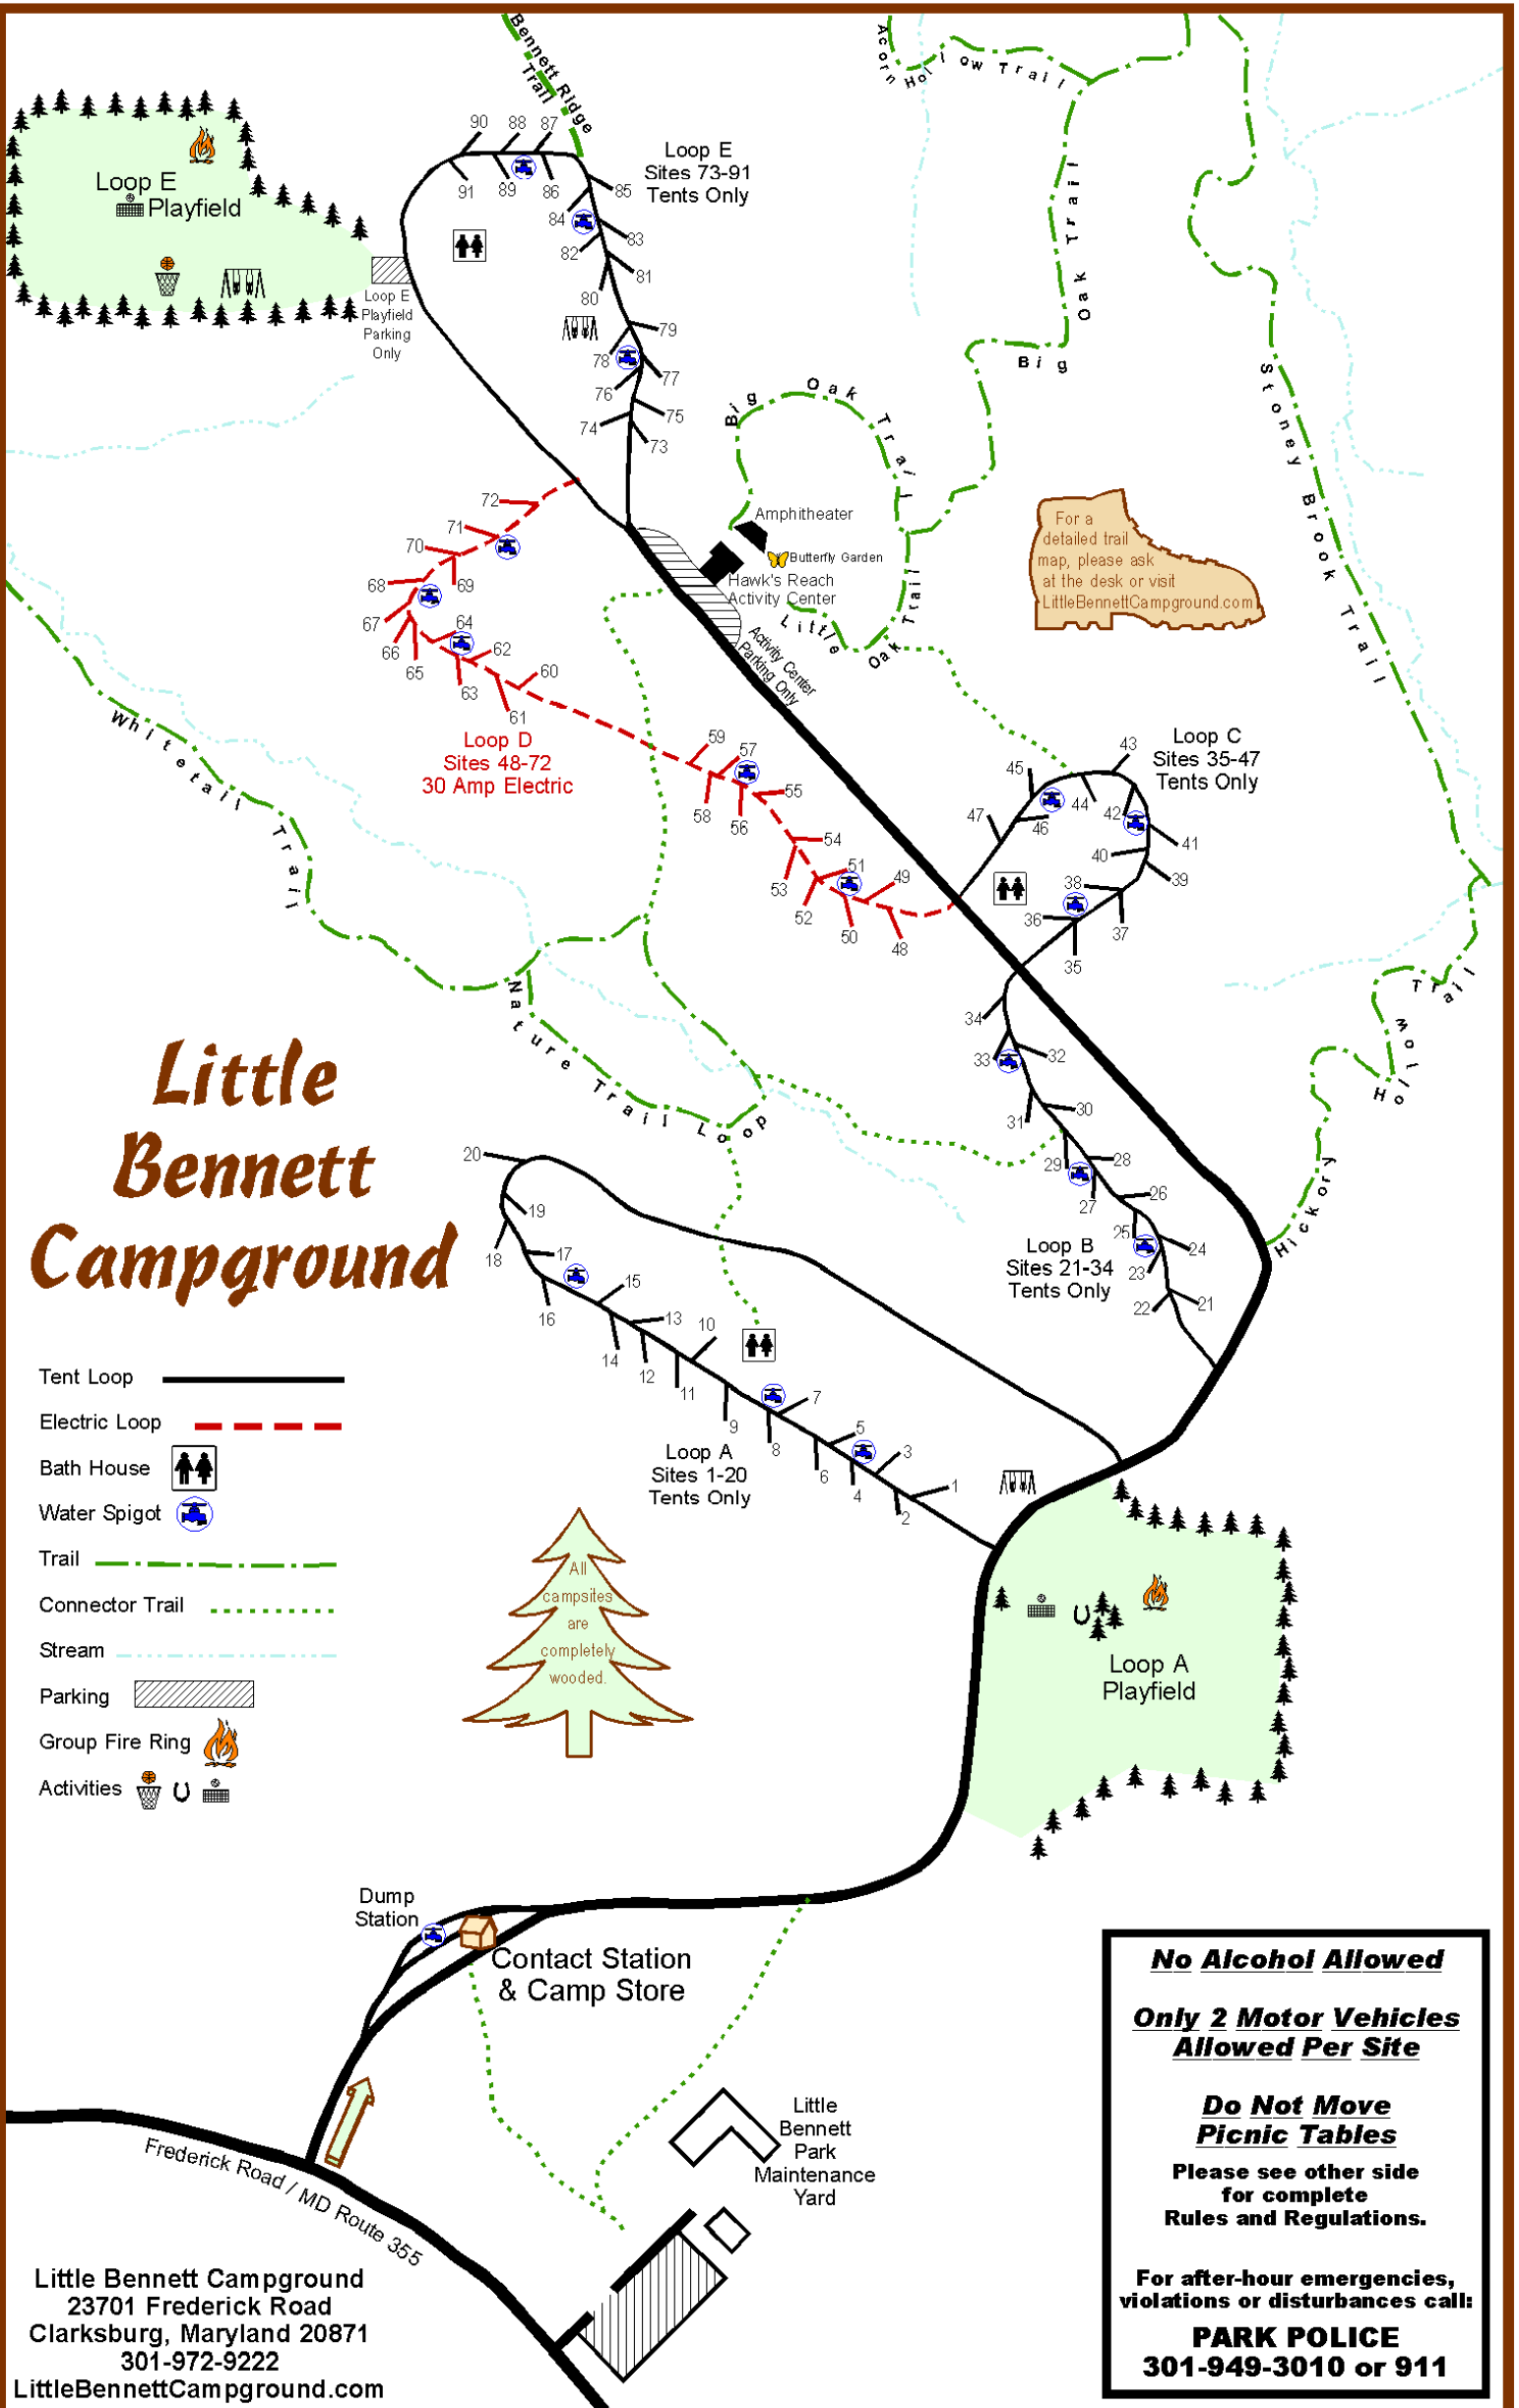 Bennett Ridge
Trail
Acorn Hollow Trail
Loop E
Playfield
90
88
87
91
89
86
85
84
83
82
81
80
79
78
77
76
75
74
73
Loop E
Sites 73-91
Tents Only
Loop E
Playfield
Parking
Only
Big Oak Trail
Big Oak Trail
Stoney Brook Trail
Amphitheater
Butterfly Garden
Hawk's Reach
Activity Center
Little Oak Trail
Activity Center
Parking Only
For a
detailed trail
map, please ask
at the desk or visit
LittleBennettCampground.com
72
71
70
69
68
67
66
65
64
63
62
61
60
59
58
57
56
55
54
53
52
51
50
49
48
Loop D
Sites 48-72
30 Amp Electric
Whitetail Trail
Loop C
Sites 35-47
Tents Only
43
45
44
42
47
46
41
40
39
38
37
36
35
Nature Trail Loop
Hickory Hollow Trail
34
33
32
31
30
29
28
27
26
25
24
23
22
21
Loop B
Sites 21-34
Tents Only
Little
Bennett
Campground
20
19
18
17
16
15
14
13
12
11
10
9
8
7
6
5
4
3
2
1
Loop A
Sites 1-20
Tents Only
Tent Loop
Electric Loop
Bath House
Water Spigot
Trail
Connector Trail
Stream
Parking
Group Fire Ring
Activities
All
campsites
are
completely
wooded.
Loop A
Playfield
Dump
Station
Contact Station
& Camp Store
Little
Bennett
Park
Maintenance
Yard
Frederick Road / MD Route 355
Little Bennett Campground
23701 Frederick Road
Clarksburg, Maryland 20871
301-972-9222
LittleBennettCampground.com
No Alcohol Allowed
Only 2 Motor Vehicles
Allowed Per Site
Do Not Move
Picnic Tables
Please see other side
for complete
Rules and Regulations.
For after-hour emergencies,
violations or disturbances call:
PARK POLICE
301-949-3010 or 911